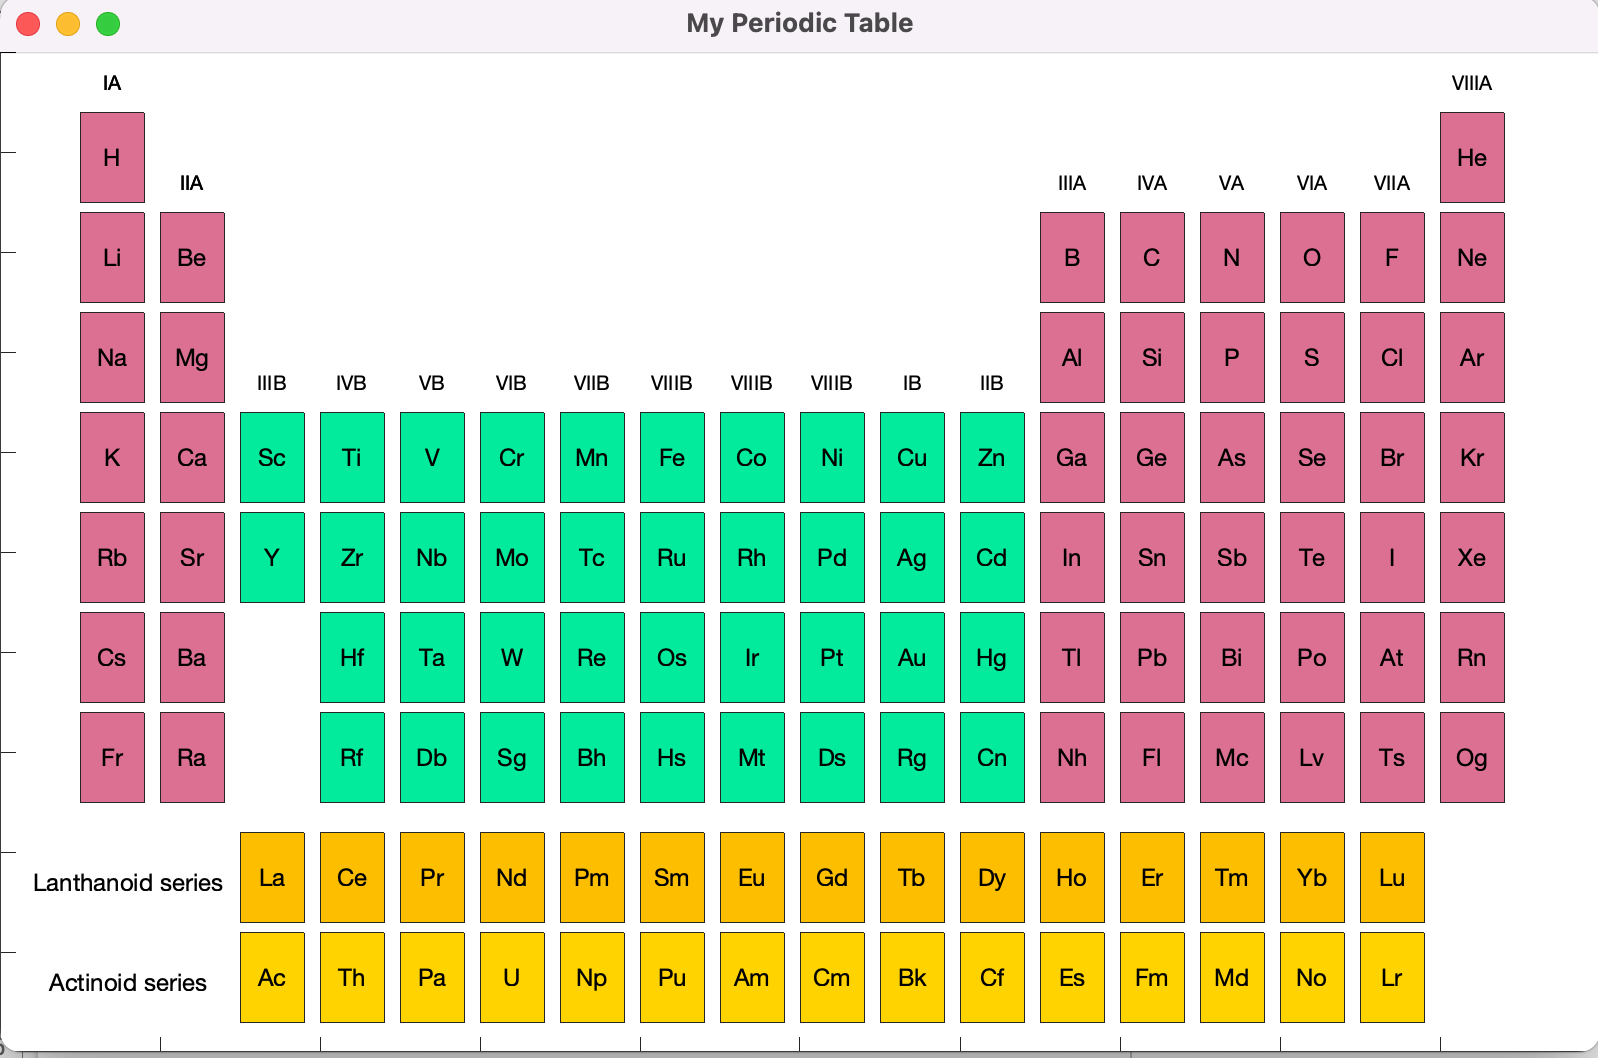 My Periodic Table
IA VIIIA
H He
IIA IIIA IVA VA VIA VIIA
Li Be B C N O F Ne
Na Mg Al Si P S Cl Ar
IIIB IVB VB VIB VIIB VIIIB VIIIB VIIIB IB IIB
K Ca Sc Ti V Cr Mn Fe Co Ni Cu Zn Ga Ge As Se Br Kr
Rb Sr Y Zr Nb Mo Tc Ru Rh Pd Ag Cd In Sn Sb Te I Xe
Cs Ba Hf Ta W Re Os Ir Pt Au Hg Tl Pb Bi Po At Rn
Fr Ra Rf Db Sg Bh Hs Mt Ds Rg Cn Nh Fl Mc Lv Ts Og
Lanthanoid series La Ce Pr Nd Pm Sm Eu Gd Tb Dy Ho Er Tm Yb Lu
Actinoid series Ac Th Pa U Np Pu Am Cm Bk Cf Es Fm Md No Lr